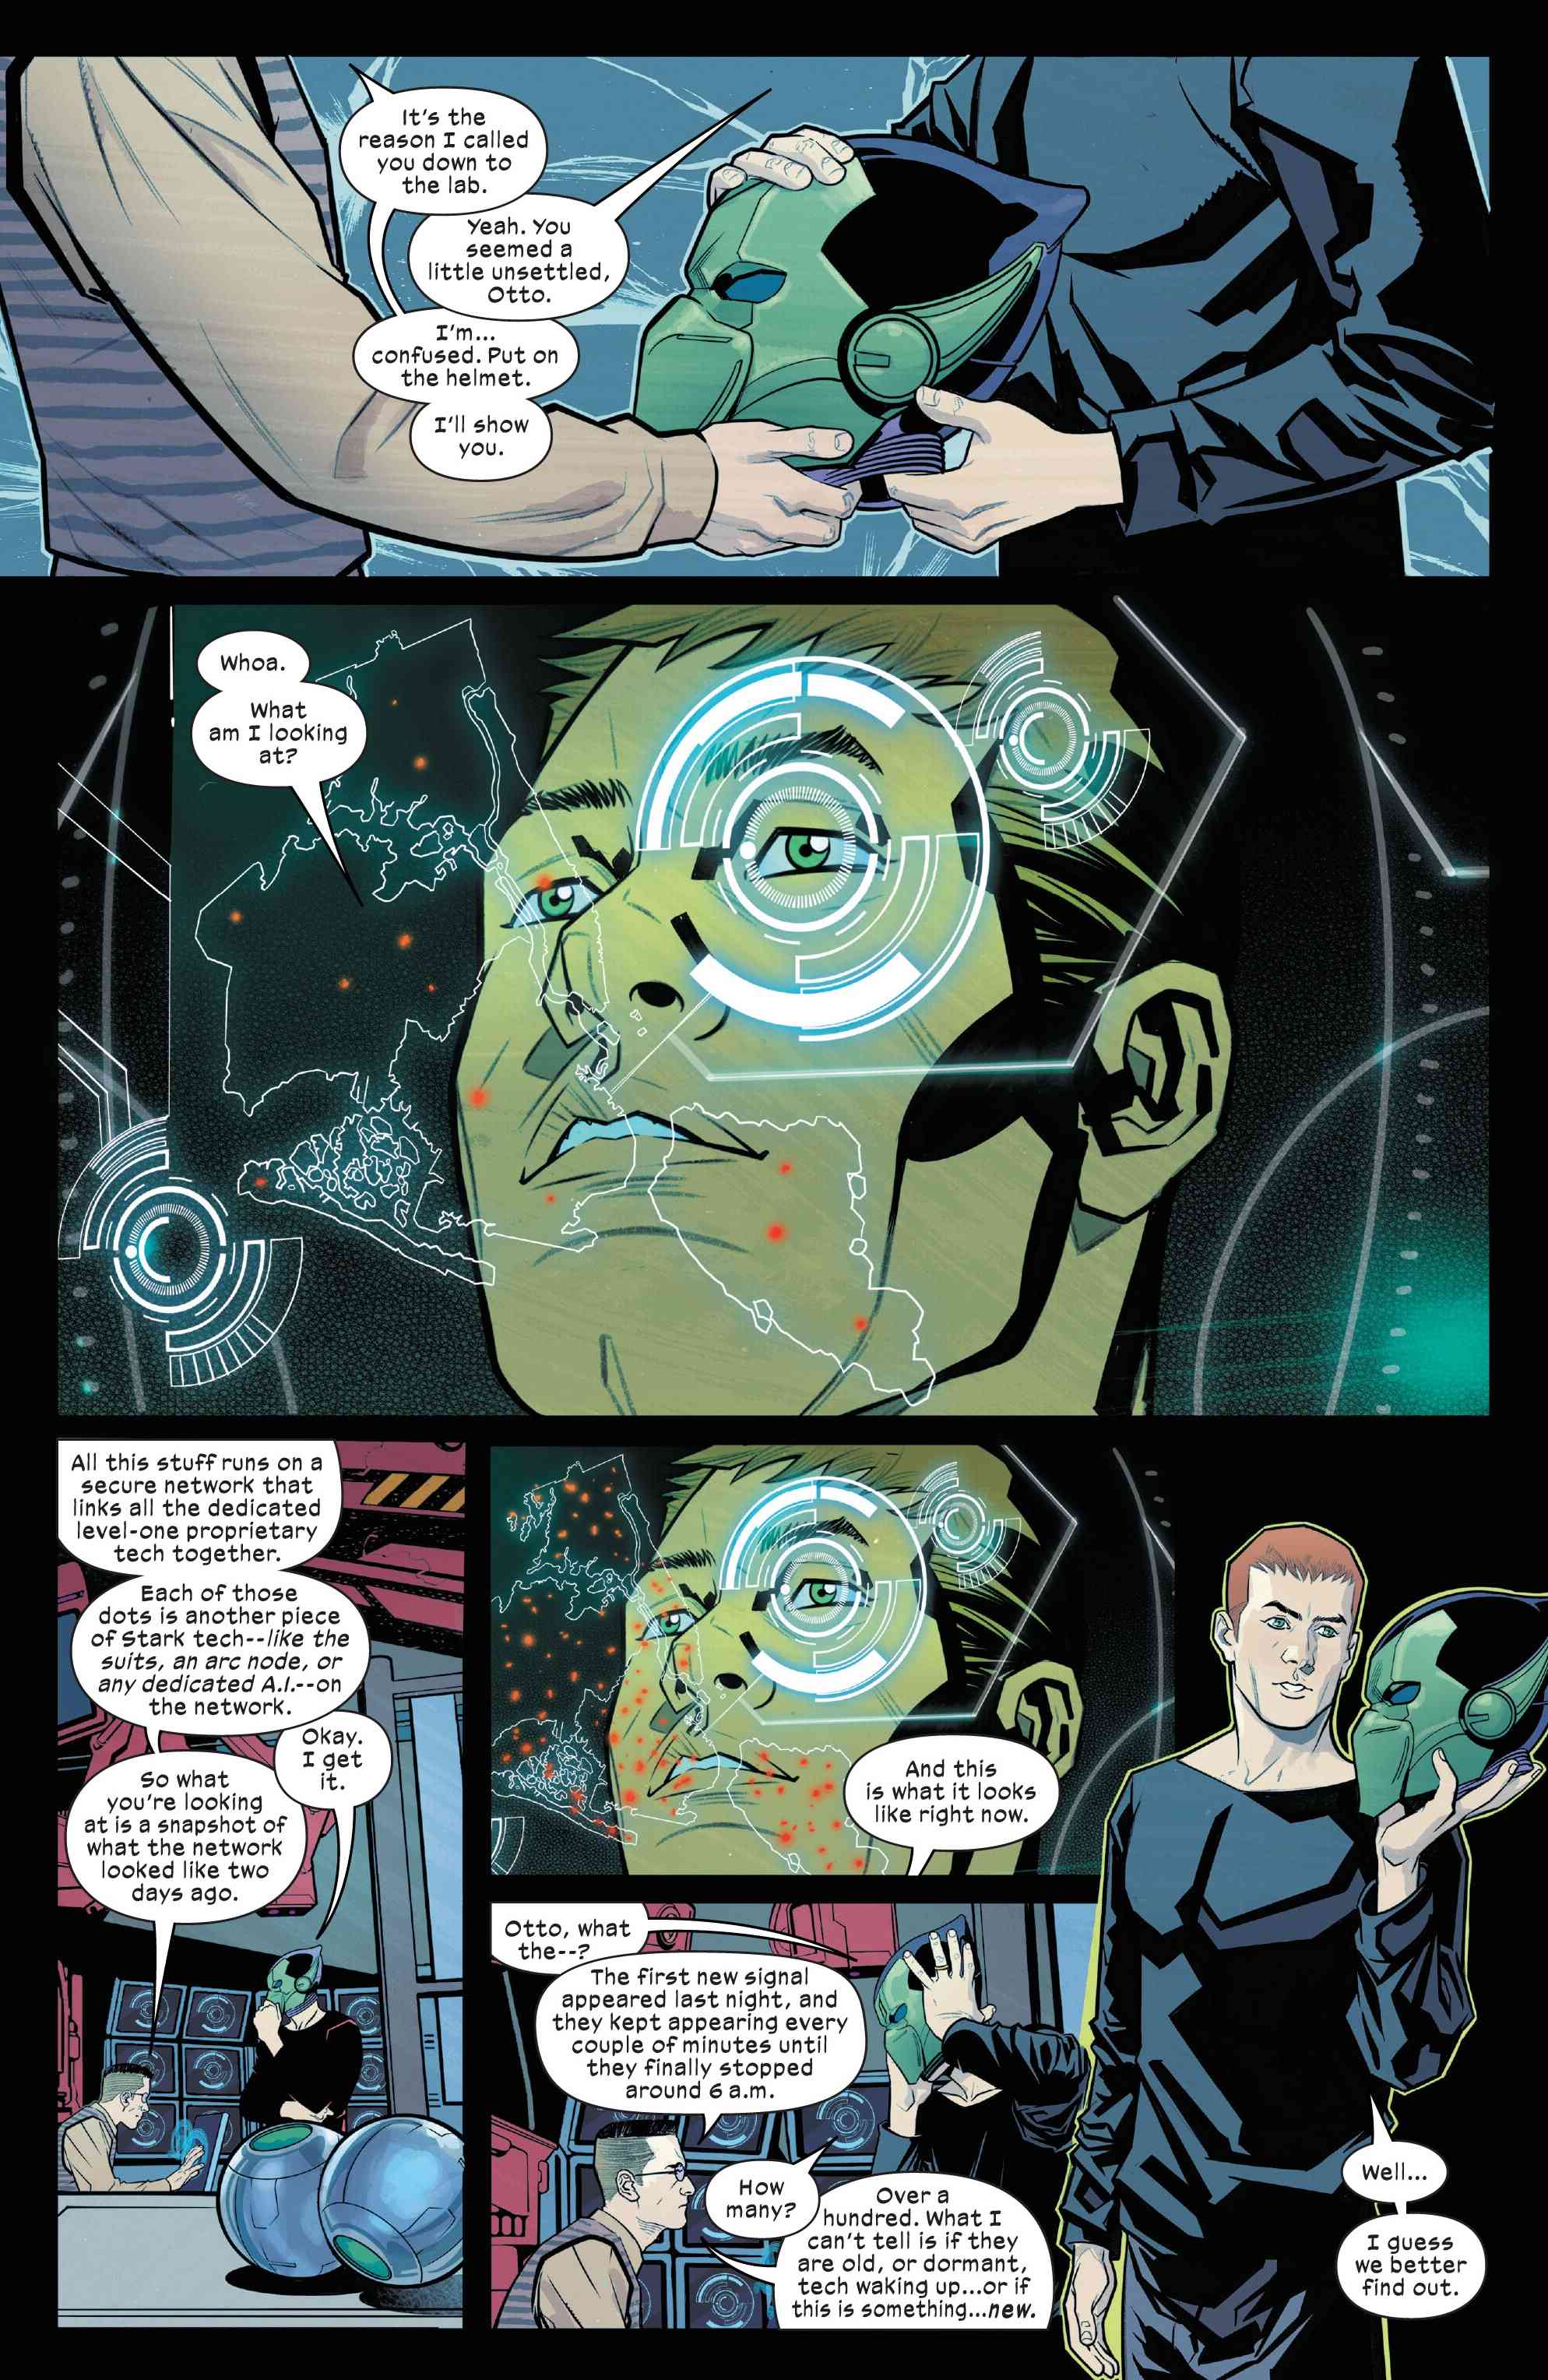 It's the
reason I called
you down to
the lab.
Yeah. You
seemed a
little unsettled,
Otto.
I'm...
confused. Put on
the helmet.
I'll show
you.
Whoa.
What
am I looking
at?
All this stuff runs on a
secure network that
links all the dedicated
level-one proprietary
tech together.
Each of those
dots is another piece
of Stark tech--like the
suits, an arc node, or
any dedicated A.I.--on
the network.
Okay.
I get
it.
So what
you're looking
at is a snapshot of
what the network
looked like two
days ago.
And this
is what it looks
like right now.
Otto, what
the--?
The first new signal
appeared last night, and
they kept appearing every
couple of minutes until
they finally stopped
around 6 a.m.
How
many?
Over a
hundred. What I
can't tell is if they
are old, or dormant,
tech waking up...or if
this is something...new.
Well...
I guess
we better
find out.